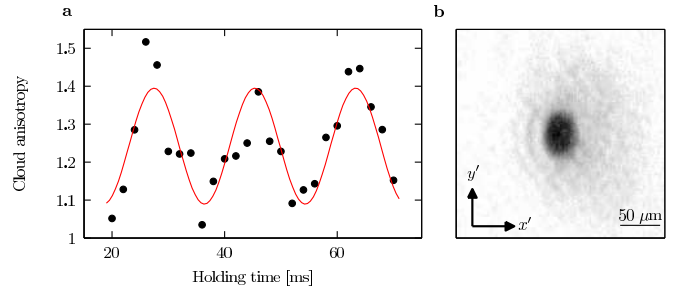 a
Cloud anisotropy
1.5
1.4
1.3
1.2
1.1
1
20 40 60
Holding time [ms]
b
y′
x′
50 μm